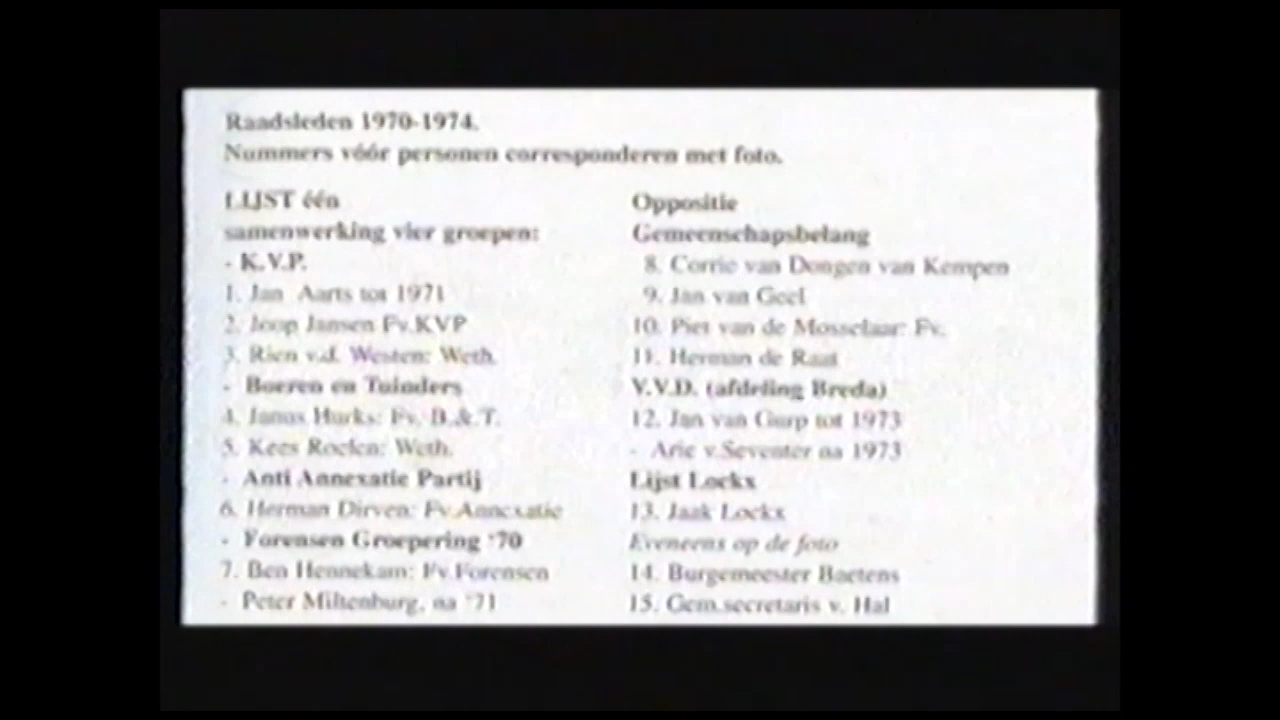 Raadsleden 1970-1974.
Nummers vóór personen corresponderen met foto.
LIJST één
samenwerking vier groepen:
- K.V.P.
1. Jan Aarts tot 1971
2. Joop Jansen Fv.KVP
3. Rien v.d. Westen: Weth.
- Boeren en Tuinders
4. Janus Hurks: Fv. B.&.T.
5. Kees Roelen: Weth.
- Anti Annexatie Partij
6. Herman Dirven: Fv.Annexatie
- Forensen Groepering '70
7. Ben Hennekam: Fv.Forensen
- Peter Miltenburg, na '71
Oppositie
Gemeenschapsbelang
8. Corrie van Dongen van Kempen
9. Jan van Geel
10. Piet van de Mosselaar: Fv.
11. Herman de Raat
V.V.D. (afdeling Breda)
12. Jan van Gurp tot 1973
- Arie v.Seventer na 1973
Lijst Lockx
13. Jaak Lockx
Eveneens op de foto
14. Burgemeester Baetens
15. Gem.secretaris v. Hal